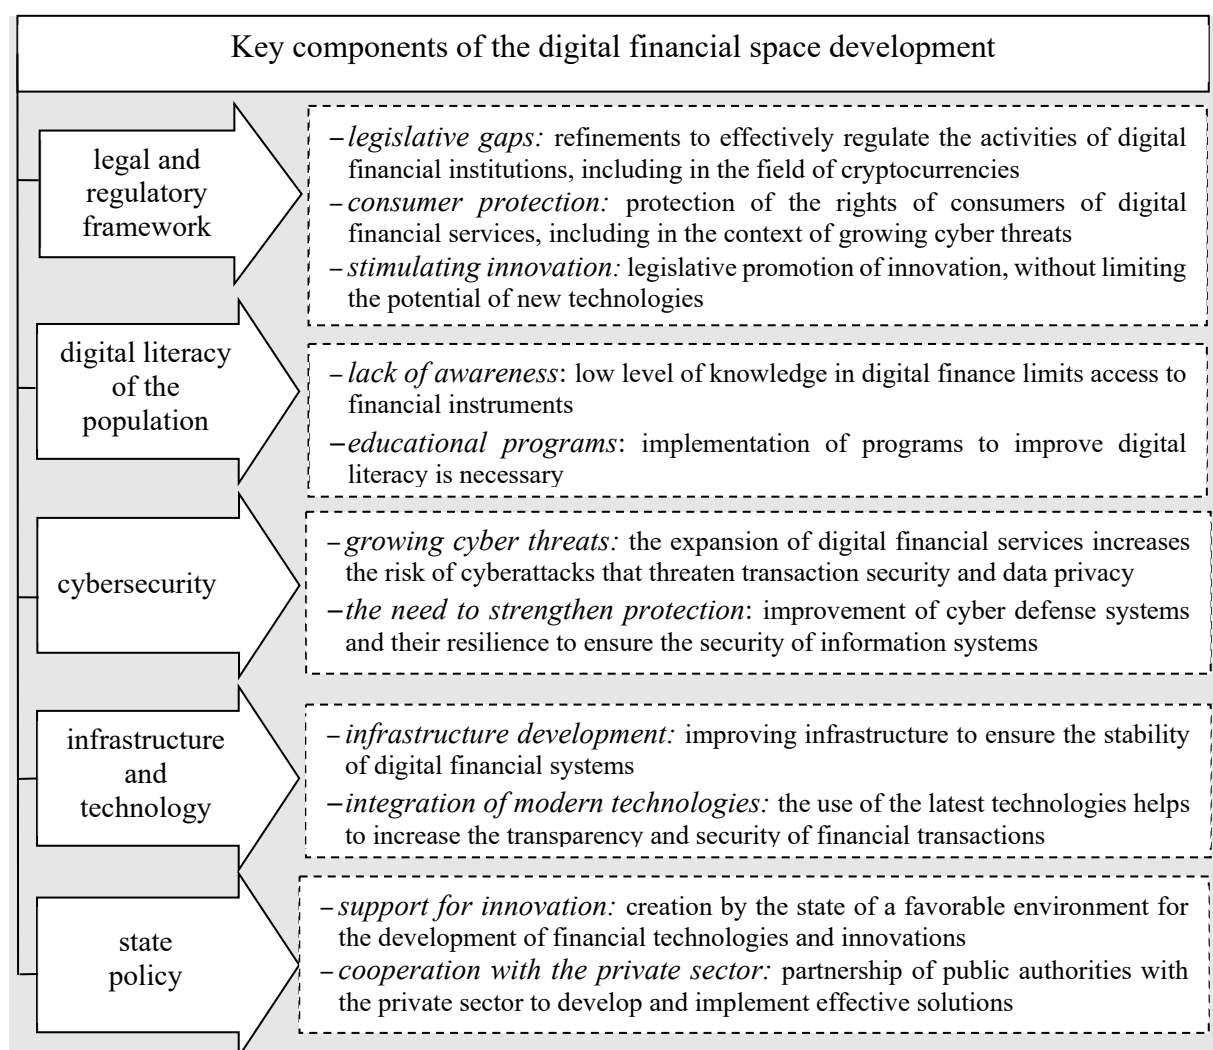 Key components of the digital financial space development
legal and
regulatory
framework
– legislative gaps: refinements to effectively regulate the activities of digital
financial institutions, including in the field of cryptocurrencies
– consumer protection: protection of the rights of consumers of digital
financial services, including in the context of growing cyber threats
– stimulating innovation: legislative promotion of innovation, without limiting
the potential of new technologies
digital literacy
of the
population
– lack of awareness: low level of knowledge in digital finance limits access to
financial instruments
– educational programs: implementation of programs to improve digital
literacy is necessary
cybersecurity
– growing cyber threats: the expansion of digital financial services increases
the risk of cyberattacks that threaten transaction security and data privacy
– the need to strengthen protection: improvement of cyber defense systems
and their resilience to ensure the security of information systems
infrastructure
and
technology
– infrastructure development: improving infrastructure to ensure the stability
of digital financial systems
– integration of modern technologies: the use of the latest technologies helps
to increase the transparency and security of financial transactions
state
policy
– support for innovation: creation by the state of a favorable environment for
the development of financial technologies and innovations
– cooperation with the private sector: partnership of public authorities with
the private sector to develop and implement effective solutions